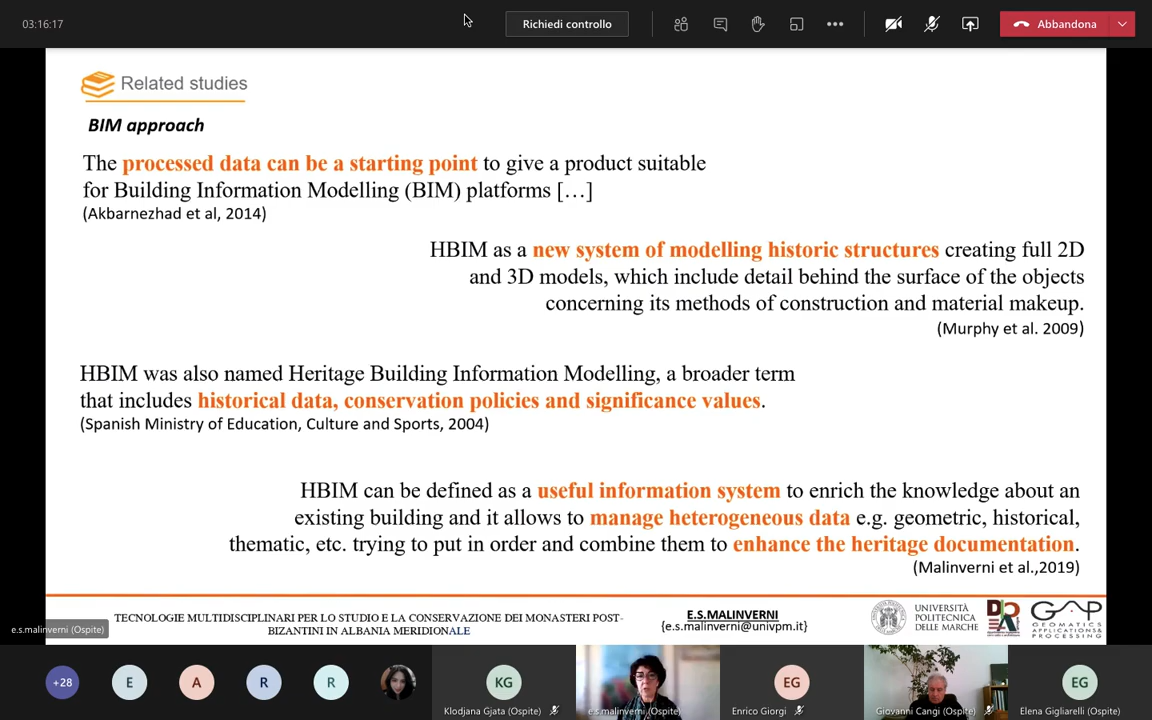 03:16:17
Richiedi controllo
Abbandona
Related studies
BIM approach
The processed data can be a starting point to give a product suitable
for Building Information Modelling (BIM) platforms […]
(Akbarnezhad et al, 2014)
HBIM as a new system of modelling historic structures creating full 2D
and 3D models, which include detail behind the surface of the objects
concerning its methods of construction and material makeup.
(Murphy et al. 2009)
HBIM was also named Heritage Building Information Modelling, a broader term
that includes historical data, conservation policies and significance values.
(Spanish Ministry of Education, Culture and Sports, 2004)
HBIM can be defined as a useful information system to enrich the knowledge about an
existing building and it allows to manage heterogeneous data e.g. geometric, historical,
thematic, etc. trying to put in order and combine them to enhance the heritage documentation.
(Malinverni et al.,2019)
e.s.malinverni (Ospite)
TECNOLOGIE MULTIDISCIPLINARI PER LO STUDIO E LA CONSERVAZIONE DEI MONASTERI POST-
BIZANTINI IN ALBANIA MERIDIONALE
E.S.MALINVERNI
{e.s.malinverni@univpm.it}
UNIVERSITÀ
POLITECNICA
DELLE MARCHE
GAP
GEOMATICS
APPLICATIONS&
PROCESSING
+28
E
A
R
R
KG
Klodjana Gjata (Ospite)
e.s.malinverni (Ospite)
EG
Enrico Giorgi
Giovanni Cangi (Ospite)
EG
Elena Gigliarelli (Ospite)